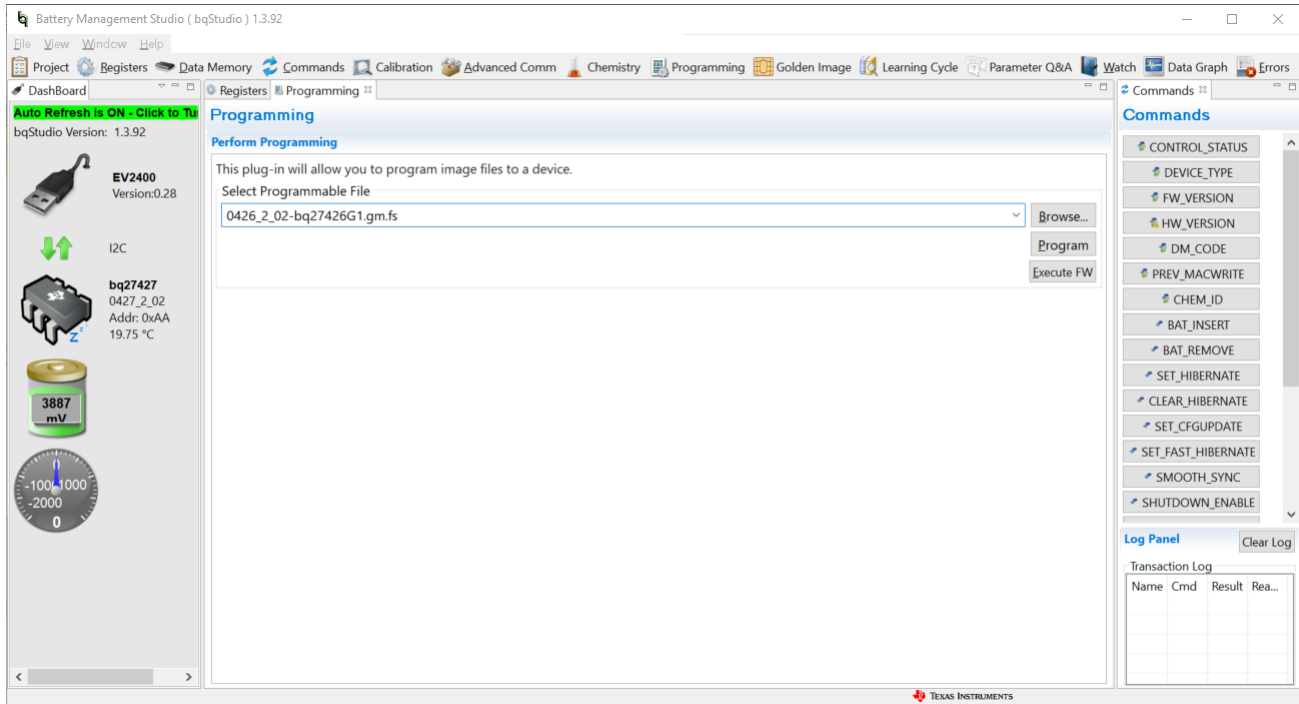 Battery Management Studio ( bqStudio ) 1.3.92
File View Window Help
Project Registers Data Memory Commands Calibration Advanced Comm Chemistry Programming Golden Image Learning Cycle Parameter Q&A Watch Data Graph Errors
DashBoard
Auto Refresh is ON - Click to Tu
bqStudio Version: 1.3.92
EV2400
Version:0.28
I2C
bq27427
0427_2_02
Addr: 0xAA
19.75 °C
z
3887
mV
0
-100 1000
-2000
0
Registers Programming
Programming
Perform Programming
This plug-in will allow you to program image files to a device.
Select Programmable File
0426_2_02-bq27426G1.gm.fs
Browse...
Program
Execute FW
Commands
Commands
CONTROL_STATUS
DEVICE_TYPE
FW_VERSION
HW_VERSION
DM_CODE
PREV_MACWRITE
CHEM_ID
BAT_INSERT
BAT_REMOVE
SET_HIBERNATE
CLEAR_HIBERNATE
SET_CFGUPDATE
SET_FAST_HIBERNATE
SMOOTH_SYNC
SHUTDOWN_ENABLE
Log Panel
Clear Log
Transaction Log
Name Cmd Result Rea...
TEXAS INSTRUMENTS